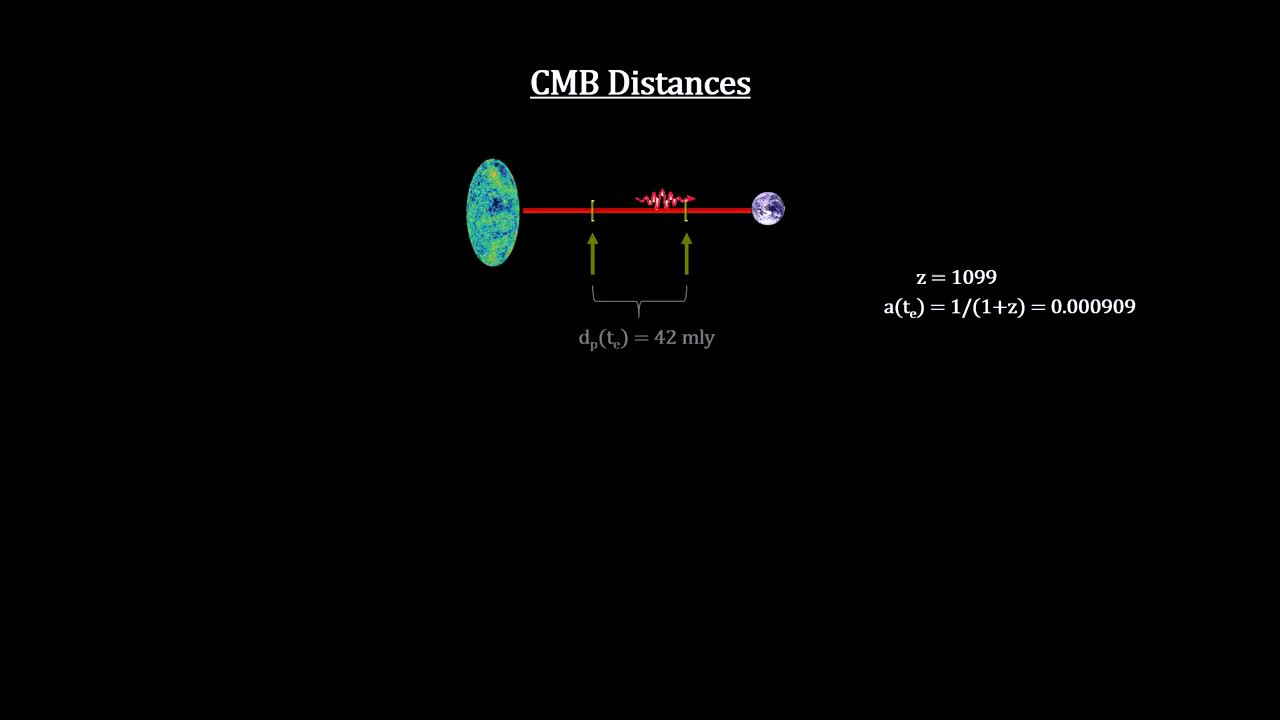 CMB Distances
z = 1099
a(tₑ) = 1/(1+z) = 0.000909
dₚ(tₑ) = 42 mly